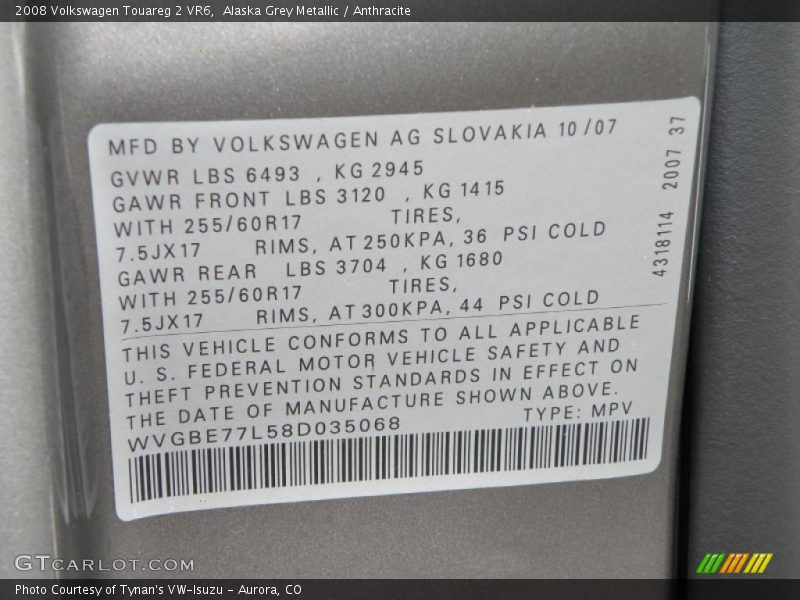 2008 Volkswagen Touareg 2 VR6,  Alaska Grey Metallic / Anthracite
MFD BY VOLKSWAGEN AG SLOVAKIA 10/07
GVWR LBS 6493 , KG 2945
GAWR FRONT LBS 3120 , KG 1415
WITH 255/60R17 TIRES,
7.5JX17 RIMS, AT 250KPA, 36 PSI COLD
GAWR REAR LBS 3704 , KG 1680
WITH 255/60R17 TIRES,
7.5JX17 RIMS, AT 300KPA, 44 PSI COLD
THIS VEHICLE CONFORMS TO ALL APPLICABLE
U. S. FEDERAL MOTOR VEHICLE SAFETY AND
THEFT PREVENTION STANDARDS IN EFFECT ON
THE DATE OF MANUFACTURE SHOWN ABOVE.
WVGBE77L58D035068 TYPE: MPV
4318114 2007 37
GTCARLOT.COM
Photo Courtesy of Tynan's VW-Isuzu - Aurora, CO